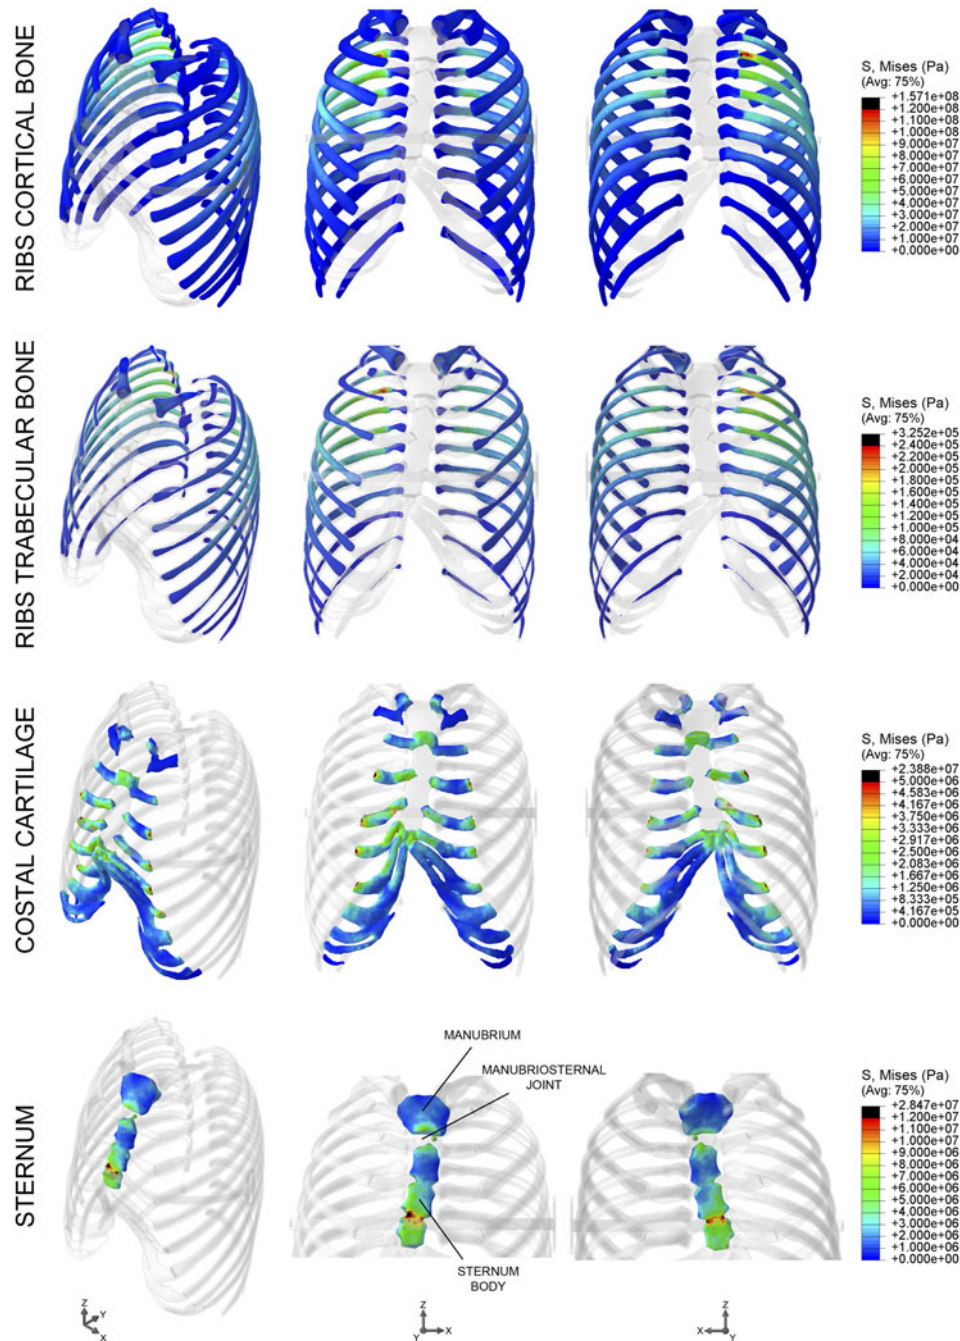 RIBS CORTICAL BONE
S, Mises (Pa)
(Avg: 75%)
+1.571e+08
+1.200e+08
+1.100e+08
+1.000e+08
+9.000e+07
+8.000e+07
+7.000e+07
+6.000e+07
+5.000e+07
+4.000e+07
+3.000e+07
+2.000e+07
+1.000e+07
+0.000e+00
RIBS TRABECULAR BONE
S, Mises (Pa)
(Avg: 75%)
+3.252e+05
+2.400e+05
+2.200e+05
+2.000e+05
+1.800e+05
+1.600e+05
+1.400e+05
+1.200e+05
+1.000e+05
+8.000e+04
+6.000e+04
+4.000e+04
+2.000e+04
+0.000e+00
COSTAL CARTILAGE
S, Mises (Pa)
(Avg: 75%)
+2.388e+07
+5.000e+06
+4.583e+06
+4.167e+06
+3.750e+06
+3.333e+06
+2.917e+06
+2.500e+06
+2.083e+06
+1.667e+06
+1.250e+06
+8.333e+05
+4.167e+05
+0.000e+00
STERNUM
MANUBRIUM
MANUBRIOSTERNAL
JOINT
STERNUM
BODY
S, Mises (Pa)
(Avg: 75%)
+2.847e+07
+1.200e+07
+1.100e+07
+1.000e+07
+9.000e+06
+8.000e+06
+7.000e+06
+6.000e+06
+5.000e+06
+4.000e+06
+3.000e+06
+2.000e+06
+1.000e+06
+0.000e+00
Z
Y
X
Z
Y X
Z
X Y